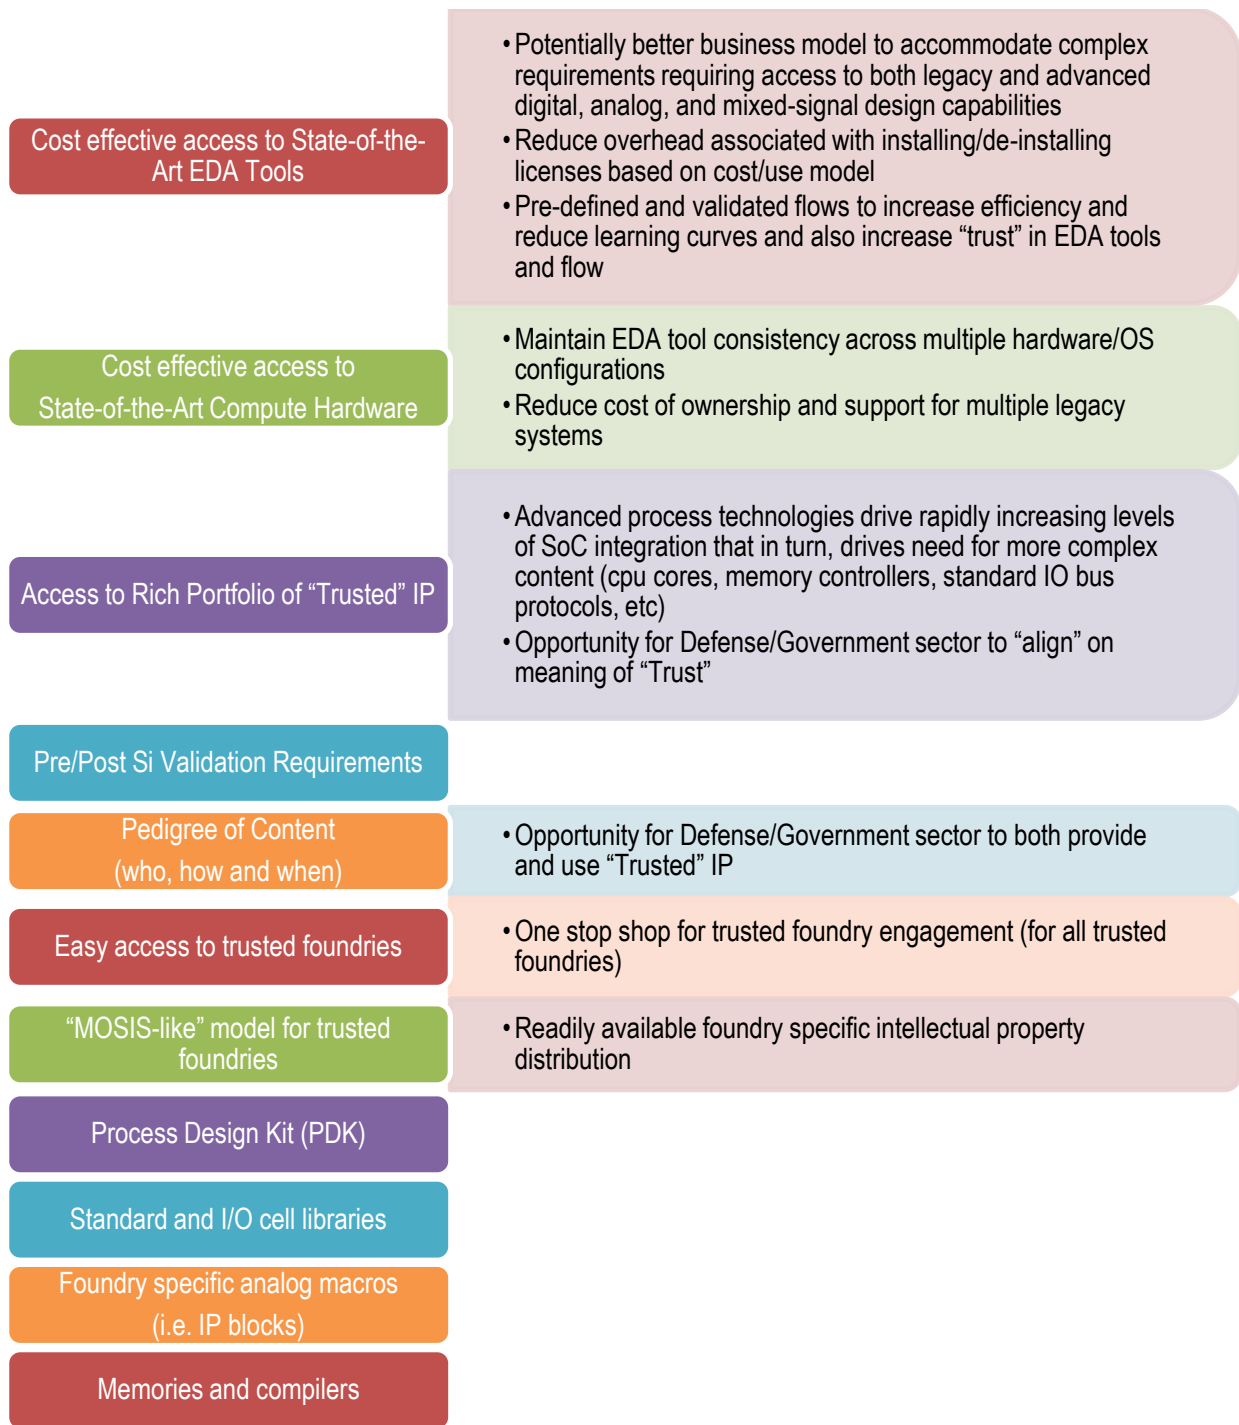 Cost effective access to State-of-the-
Art EDA Tools
• Potentially better business model to accommodate complex
requirements requiring access to both legacy and advanced
digital, analog, and mixed-signal design capabilities
• Reduce overhead associated with installing/de-installing
licenses based on cost/use model
• Pre-defined and validated flows to increase efficiency and
reduce learning curves and also increase “trust” in EDA tools
and flow
Cost effective access to
State-of-the-Art Compute Hardware
• Maintain EDA tool consistency across multiple hardware/OS
configurations
• Reduce cost of ownership and support for multiple legacy
systems
Access to Rich Portfolio of “Trusted” IP
• Advanced process technologies drive rapidly increasing levels
of SoC integration that in turn, drives need for more complex
content (cpu cores, memory controllers, standard IO bus
protocols, etc)
• Opportunity for Defense/Government sector to “align” on
meaning of “Trust”
Pre/Post Si Validation Requirements
Pedigree of Content
(who, how and when)
• Opportunity for Defense/Government sector to both provide
and use “Trusted” IP
Easy access to trusted foundries
• One stop shop for trusted foundry engagement (for all trusted
foundries)
“MOSIS-like” model for trusted
foundries
• Readily available foundry specific intellectual property
distribution
Process Design Kit (PDK)
Standard and I/O cell libraries
Foundry specific analog macros
(i.e. IP blocks)
Memories and compilers